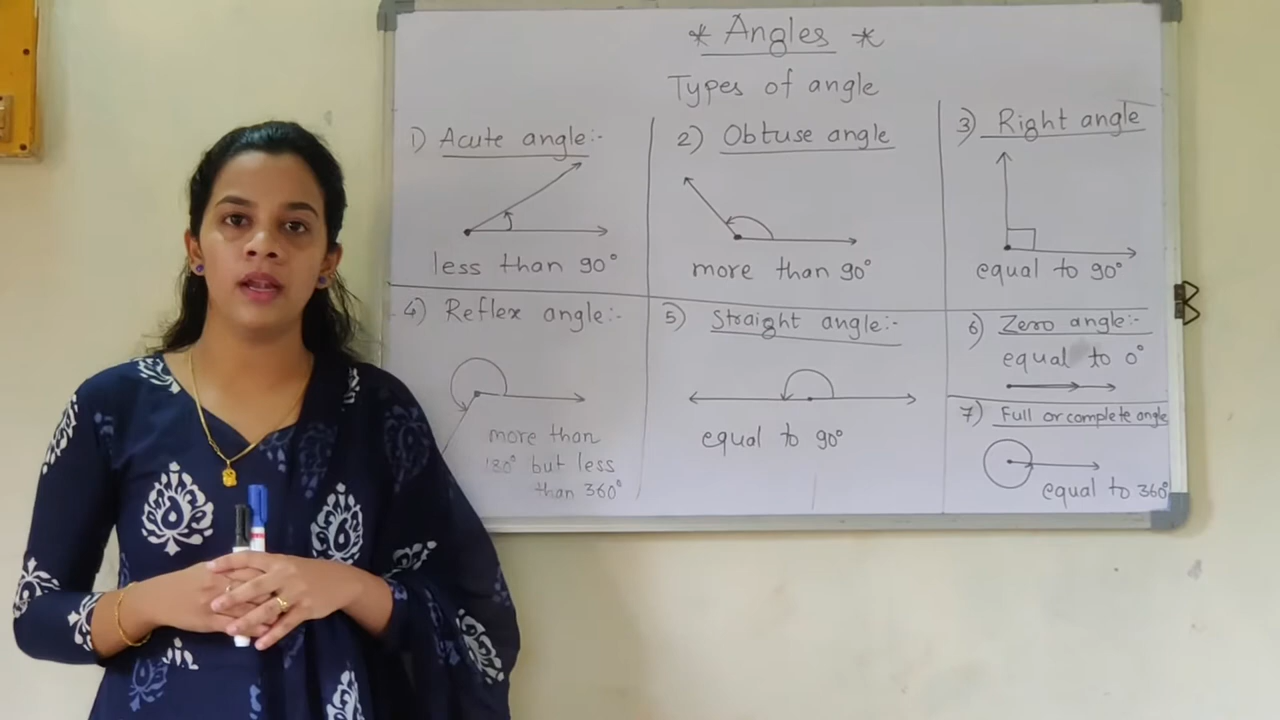 * Angles *
Types of angle
1) Acute angle:-
less than 90°
2) Obtuse angle
more than 90°
3) Right angle
equal to 90°
4) Reflex angle:-
more than
180° but less
than 360°
5) Straight angle:-
equal to 90°
6) Zero angle:-
equal to 0°
7) Full or complete angle
equal to 360°